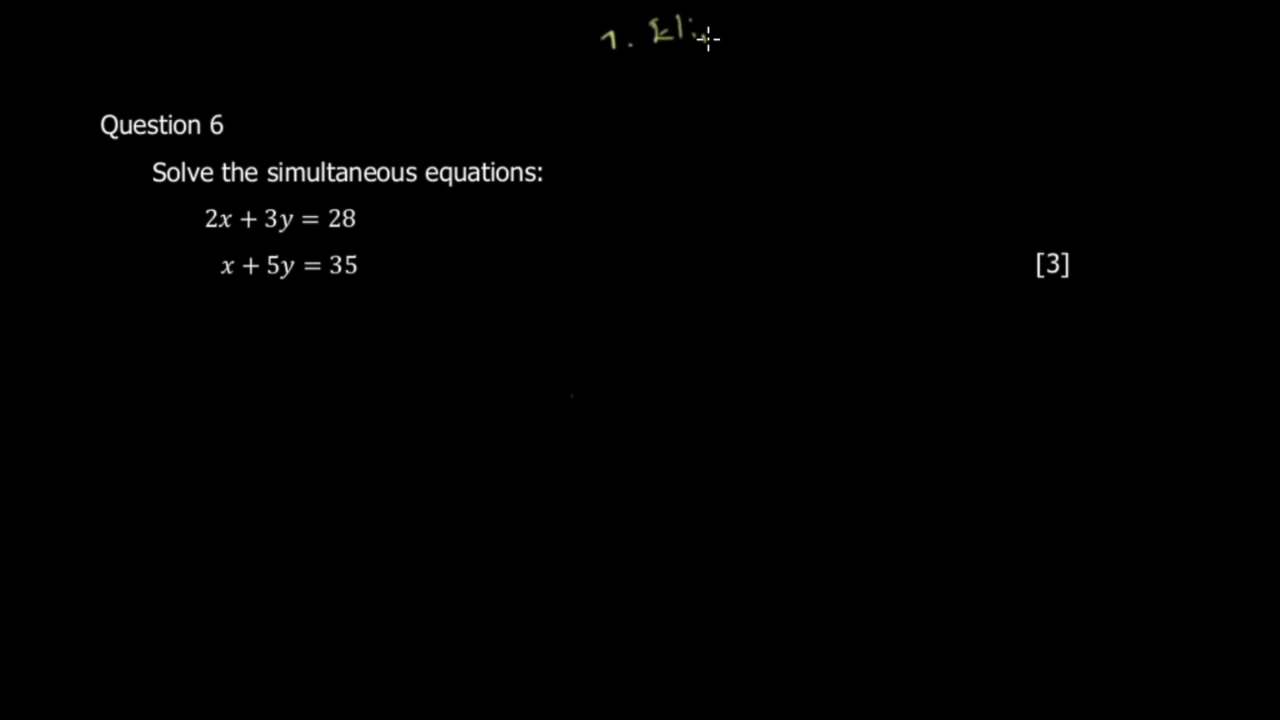 1. Eli
Question 6
Solve the simultaneous equations:
2x + 3y = 28
x + 5y = 35
[3]